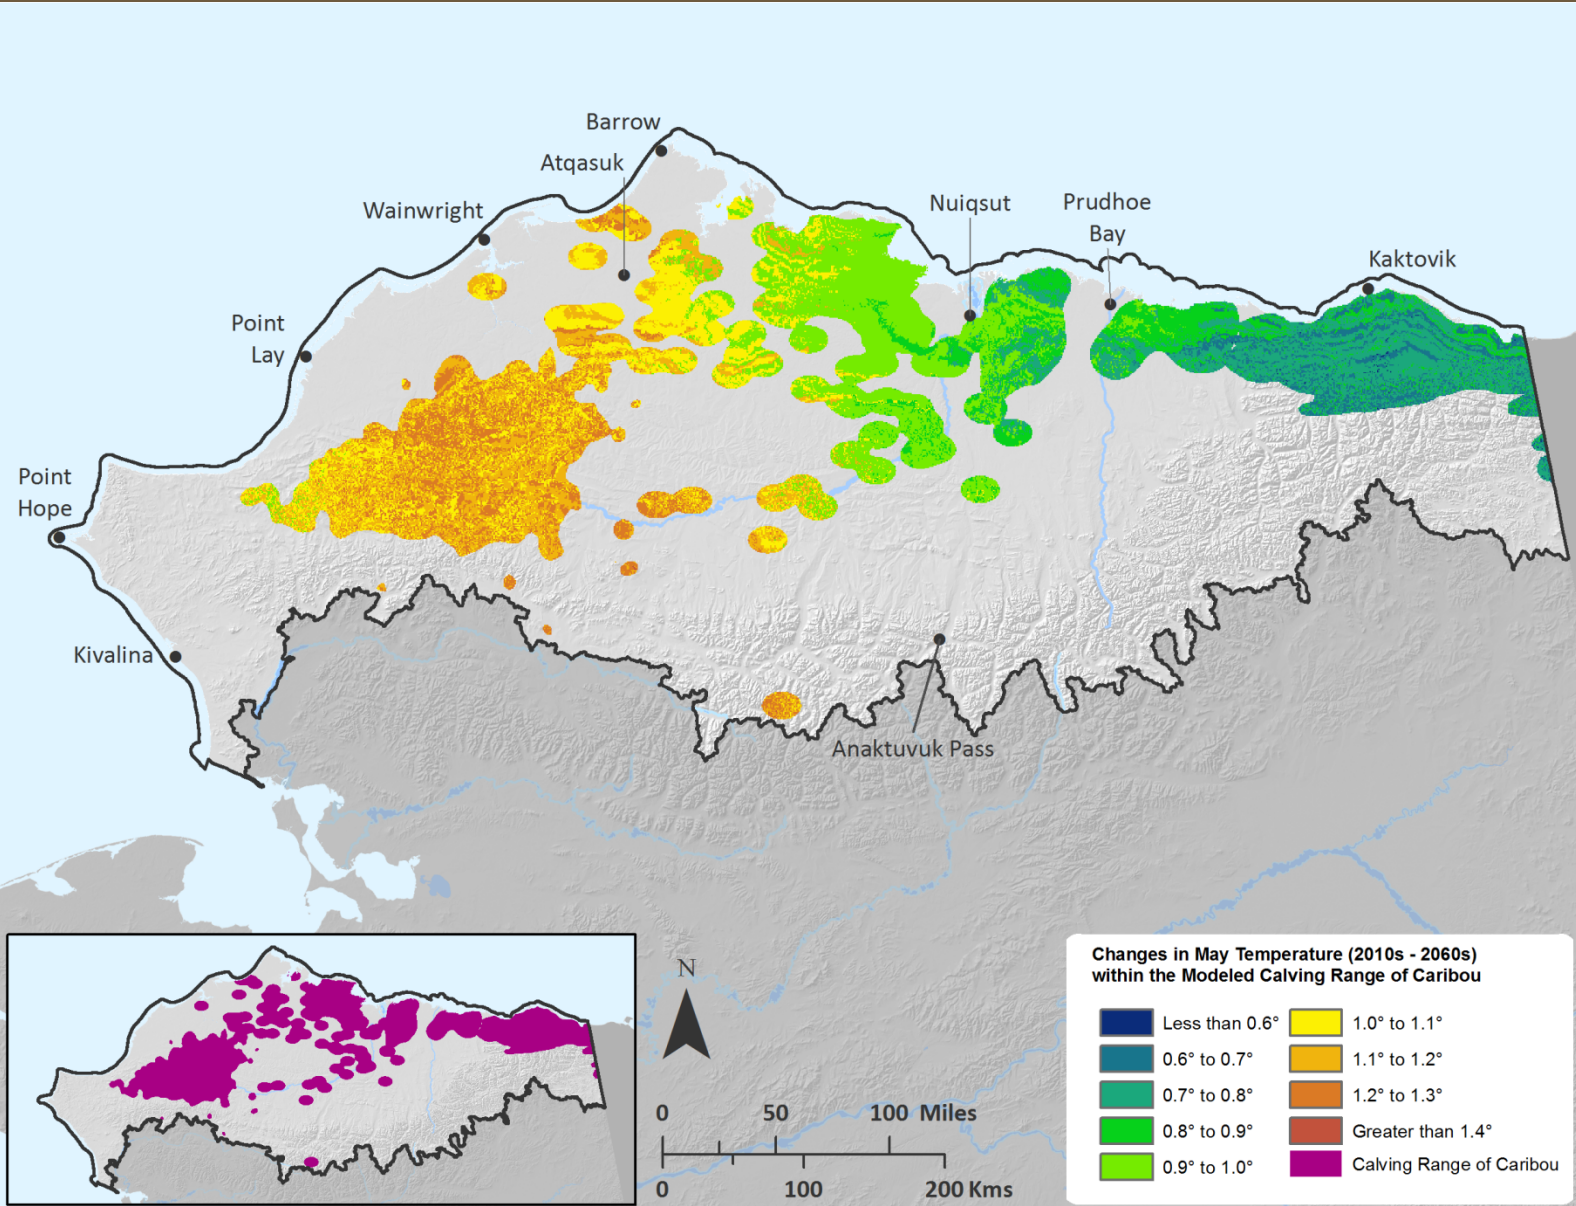 Barrow
Atqasuk
Wainwright
Nuiqsut
Prudhoe
Bay
Kaktovik
Point
Lay
Point
Hope
Kivalina
Anaktuvuk Pass
N
0 50 100 Miles
0 100 200 Kms
Changes in May Temperature (2010s - 2060s)
within the Modeled Calving Range of Caribou
Less than 0.6°
0.6° to 0.7°
0.7° to 0.8°
0.8° to 0.9°
0.9° to 1.0°
1.0° to 1.1°
1.1° to 1.2°
1.2° to 1.3°
Greater than 1.4°
Calving Range of Caribou